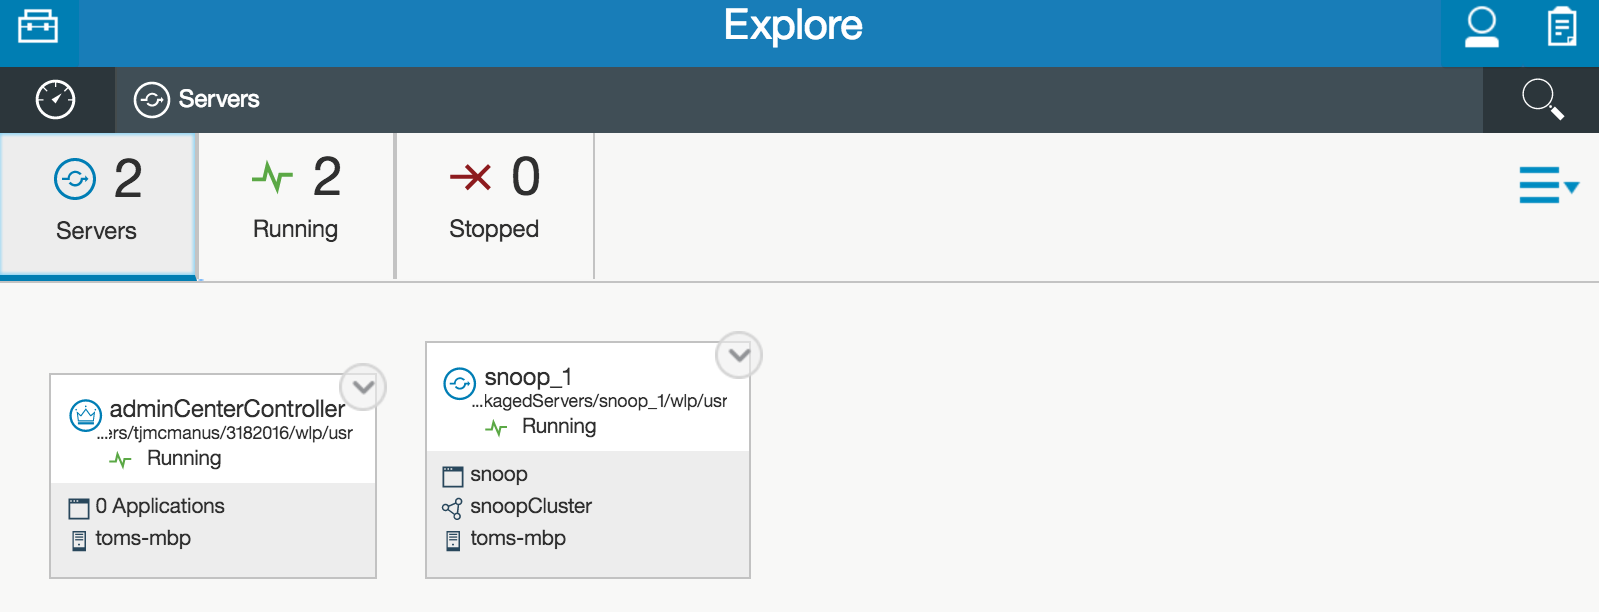 Explore
Servers
2
Servers
2
Running
0
Stopped
adminCenterController
...ers/tjmcmanus/3182016/wlp/usr
Running
0 Applications
toms-mbp
snoop_1
...kagedServers/snoop_1/wlp/usr
Running
snoop
snoopCluster
toms-mbp